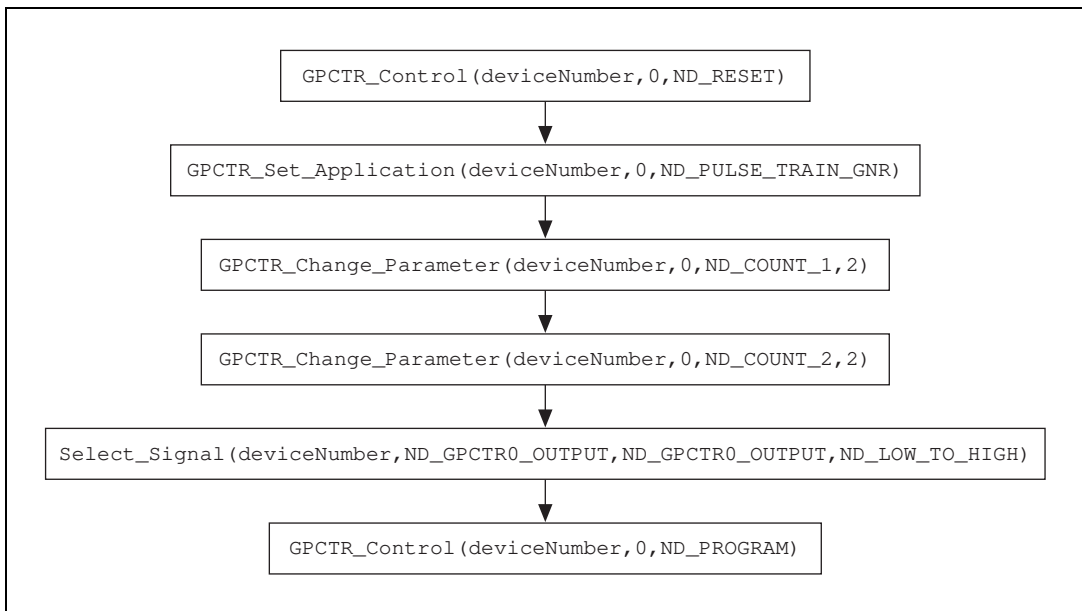 GPCTR_Control(deviceNumber,0,ND_RESET)
GPCTR_Set_Application(deviceNumber,0,ND_PULSE_TRAIN_GNR)
GPCTR_Change_Parameter(deviceNumber,0,ND_COUNT_1,2)
GPCTR_Change_Parameter(deviceNumber,0,ND_COUNT_2,2)
Select_Signal(deviceNumber,ND_GPCTR0_OUTPUT,ND_GPCTR0_OUTPUT,ND_LOW_TO_HIGH)
GPCTR_Control(deviceNumber,0,ND_PROGRAM)